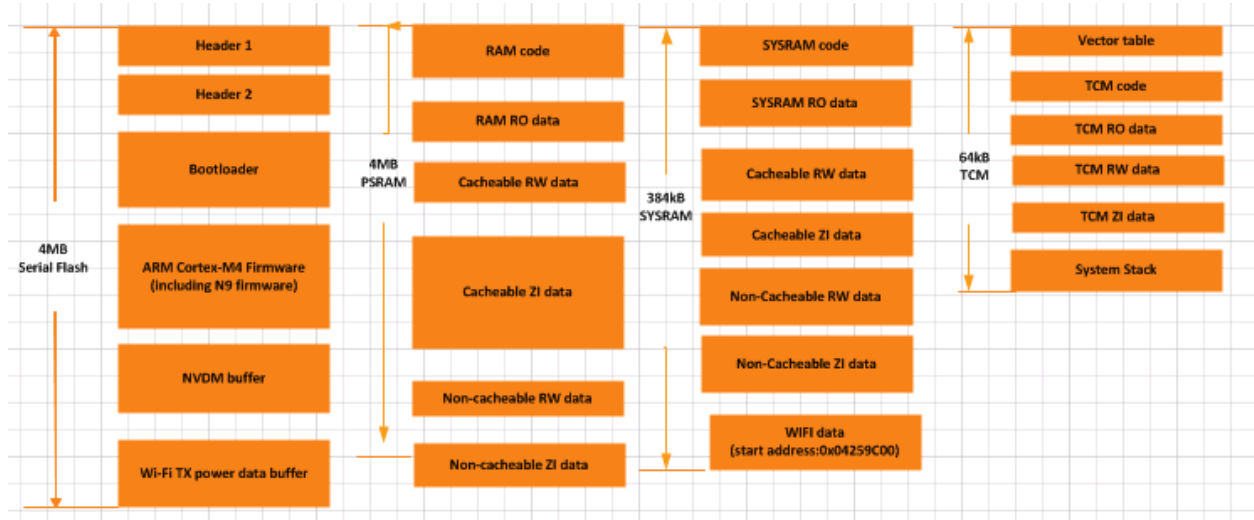 4MB
Serial Flash
Header 1
Header 2
Bootloader
ARM Cortex-M4 Firmware
(including N9 firmware)
NVDM buffer
Wi-Fi TX power data buffer
4MB
PSRAM
RAM code
RAM RO data
Cacheable RW data
Cacheable ZI data
Non-cacheable RW data
Non-cacheable ZI data
384kB
SYSRAM
SYSRAM code
SYSRAM RO data
Cacheable RW data
Cacheable ZI data
Non-Cacheable RW data
Non-Cacheable ZI data
WIFI data
(start address:0x04259C00)
64kB
TCM
Vector table
TCM code
TCM RO data
TCM RW data
TCM ZI data
System Stack